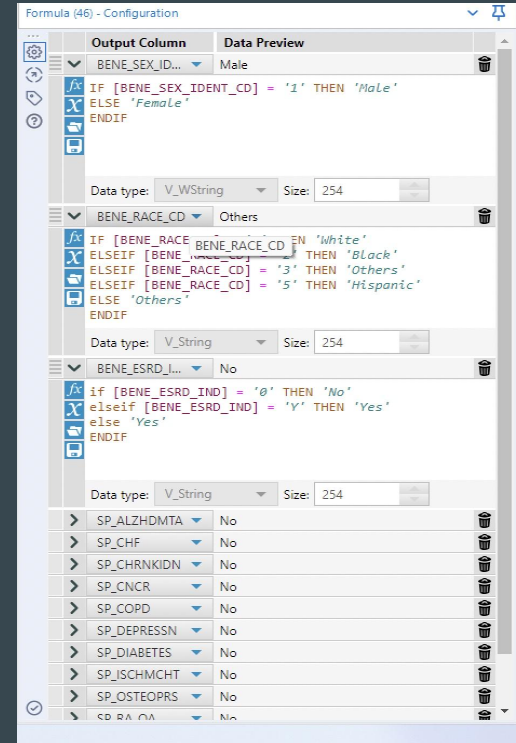 Formula (46) - Configuration
Output Column Data Preview
BENE_SEX_ID... Male
IF [BENE_SEX_IDENT_CD] = '1' THEN 'Male'
ELSE 'Female'
ENDIF
Data type: V_WString Size: 254
BENE_RACE_CD Others
IF [BENE_RACE EN 'White'
BENE_RACE_CD
ELSEIF [BENE_RACE_CD] = '2' THEN 'Black'
ELSEIF [BENE_RACE_CD] = '3' THEN 'Others'
ELSEIF [BENE_RACE_CD] = '5' THEN 'Hispanic'
ELSE 'Others'
ENDIF
Data type: V_String Size: 254
BENE_ESRD_I... No
if [BENE_ESRD_IND] = '0' THEN 'No'
elseif [BENE_ESRD_IND] = 'Y' THEN 'Yes'
else 'Yes'
ENDIF
Data type: V_String Size: 254
SP_ALZHDMTA No
SP_CHF No
SP_CHRNKIDN No
SP_CNCR No
SP_COPD No
SP_DEPRESSN No
SP_DIABETES No
SP_ISCHMCHT No
SP_OSTEOPRS No
SP_RA_OA No